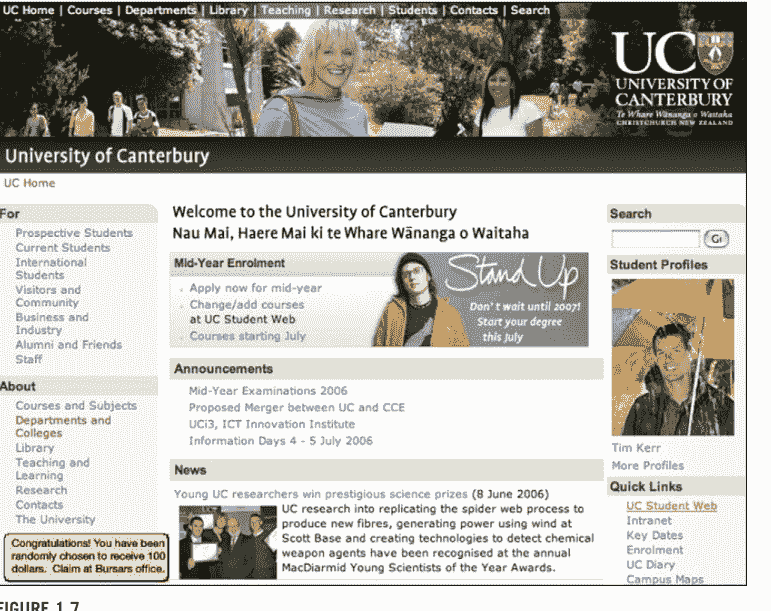 UC Home | Courses | Departments | Library | Teaching | Research | Students | Contacts | Search
UC
UNIVERSITY OF
CANTERBURY
Te Whare Wānanga o Waitaha
CHRISTCHURCH NEW ZEALAND
University of Canterbury
UC Home
For
Prospective Students
Current Students
International
Students
Visitors and
Community
Business and
Industry
Alumni and Friends
Staff
About
Courses and Subjects
Departments and
Colleges
Library
Teaching and
Learning
Research
Contacts
The University
Congratulations! You have been
randomly chosen to receive 100
dollars. Claim at Bursars office.
Welcome to the University of Canterbury
Nau Mai, Haere Mai ki te Whare Wānanga o Waitaha
Mid-Year Enrolment
Apply now for mid-year
Change/add courses
at UC Student Web
Courses starting July
Stand Up
Don't wait until 2007!
Start your degree
this July
Announcements
Mid-Year Examinations 2006
Proposed Merger between UC and CCE
UCi3, ICT Innovation Institute
Information Days 4 - 5 July 2006
News
Young UC researchers win prestigious science prizes (8 June 2006)
UC research into replicating the spider web process to
produce new fibres, generating power using wind at
Scott Base and creating technologies to detect chemical
weapon agents have been recognised at the annual
MacDiarmid Young Scientists of the Year Awards.
Search
Student Profiles
Tim Kerr
More Profiles
Quick Links
UC Student Web
Intranet
Key Dates
Enrolment
UC Diary
Campus Maps
FIGURE 1.7